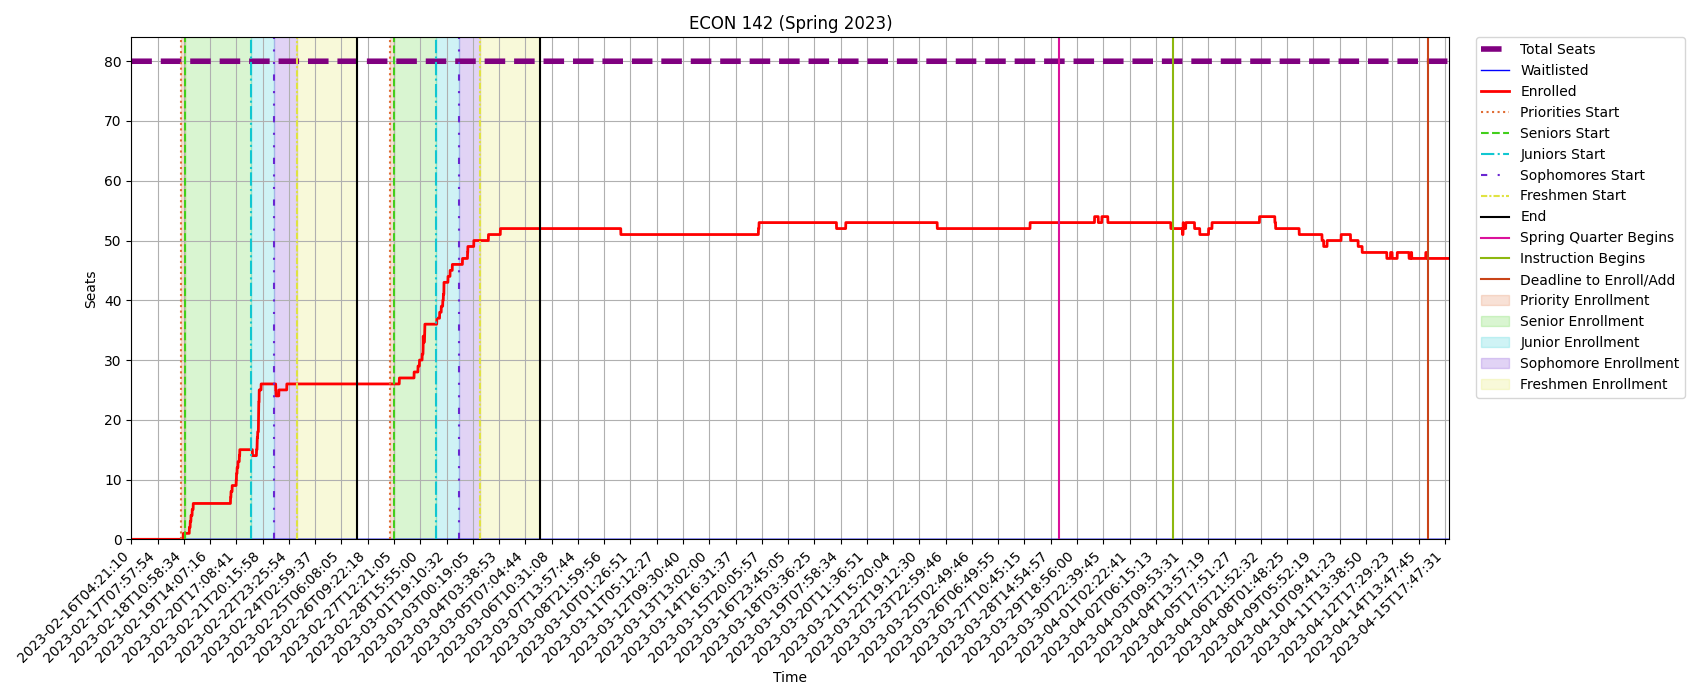 ECON 142 (Spring 2023)
Seats
80
70
60
50
40
30
20
10
0
2023-02-16T04:21:10
2023-02-17T07:57:54
2023-02-18T10:58:34
2023-02-19T14:07:16
2023-02-20T17:08:41
2023-02-21T20:15:58
2023-02-22T23:25:54
2023-02-24T02:59:37
2023-02-25T06:08:05
2023-02-26T09:22:18
2023-02-27T12:21:05
2023-02-28T15:55:00
2023-03-01T19:10:32
2023-03-03T00:19:05
2023-03-04T03:38:53
2023-03-05T07:04:44
2023-03-06T10:31:08
2023-03-07T13:57:44
2023-03-08T21:59:56
2023-03-10T01:26:51
2023-03-11T05:12:27
2023-03-12T09:30:40
2023-03-13T13:02:00
2023-03-14T16:31:37
2023-03-15T20:05:57
2023-03-16T23:45:05
2023-03-18T03:36:25
2023-03-19T07:58:34
2023-03-20T11:36:51
2023-03-21T15:20:04
2023-03-22T19:12:30
2023-03-23T22:59:46
2023-03-25T02:49:46
2023-03-26T06:49:55
2023-03-27T10:45:15
2023-03-28T14:54:57
2023-03-29T18:56:00
2023-03-30T22:39:45
2023-04-01T02:22:41
2023-04-02T06:15:13
2023-04-03T09:53:31
2023-04-04T13:57:19
2023-04-05T17:51:27
2023-04-06T21:52:32
2023-04-08T01:48:25
2023-04-09T05:52:19
2023-04-10T09:41:23
2023-04-11T13:38:50
2023-04-12T17:29:23
2023-04-14T13:47:45
2023-04-15T17:47:31
Time
Total Seats
Waitlisted
Enrolled
Priorities Start
Seniors Start
Juniors Start
Sophomores Start
Freshmen Start
End
Spring Quarter Begins
Instruction Begins
Deadline to Enroll/Add
Priority Enrollment
Senior Enrollment
Junior Enrollment
Sophomore Enrollment
Freshmen Enrollment